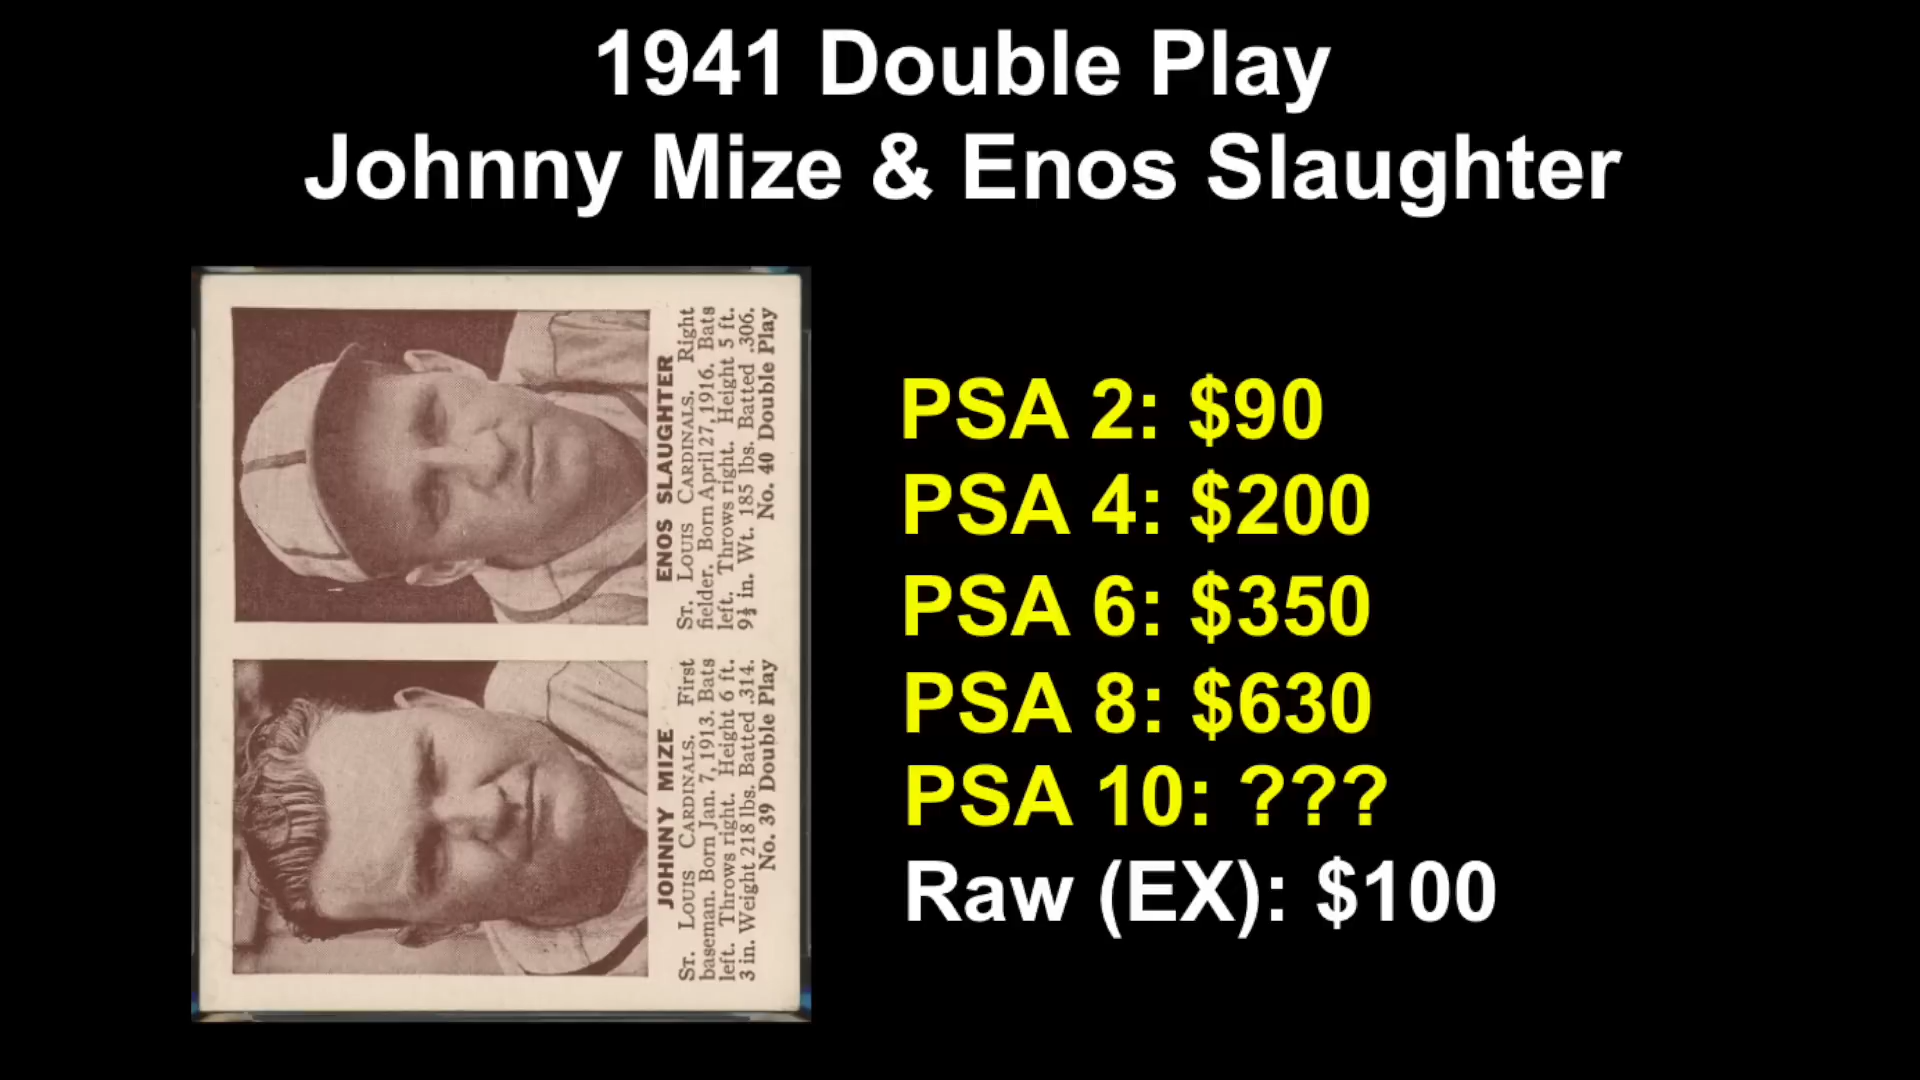 1941 Double Play
Johnny Mize & Enos Slaughter
JOHNNY MIZE
ST. LOUIS CARDINALS. First
baseman. Born Jan. 7, 1913. Bats
left. Throws right. Height 6 ft.
3 in. Weight 218 lbs. Batted .314.
No. 39 Double Play
ENOS SLAUGHTER
ST. LOUIS CARDINALS. Right
fielder. Born April 27, 1916. Bats
left. Throws right. Height 5 ft.
9½ in. Wt. 185 lbs. Batted .306.
No. 40 Double Play
PSA 2: $90
PSA 4: $200
PSA 6: $350
PSA 8: $630
PSA 10: ???
Raw (EX): $100